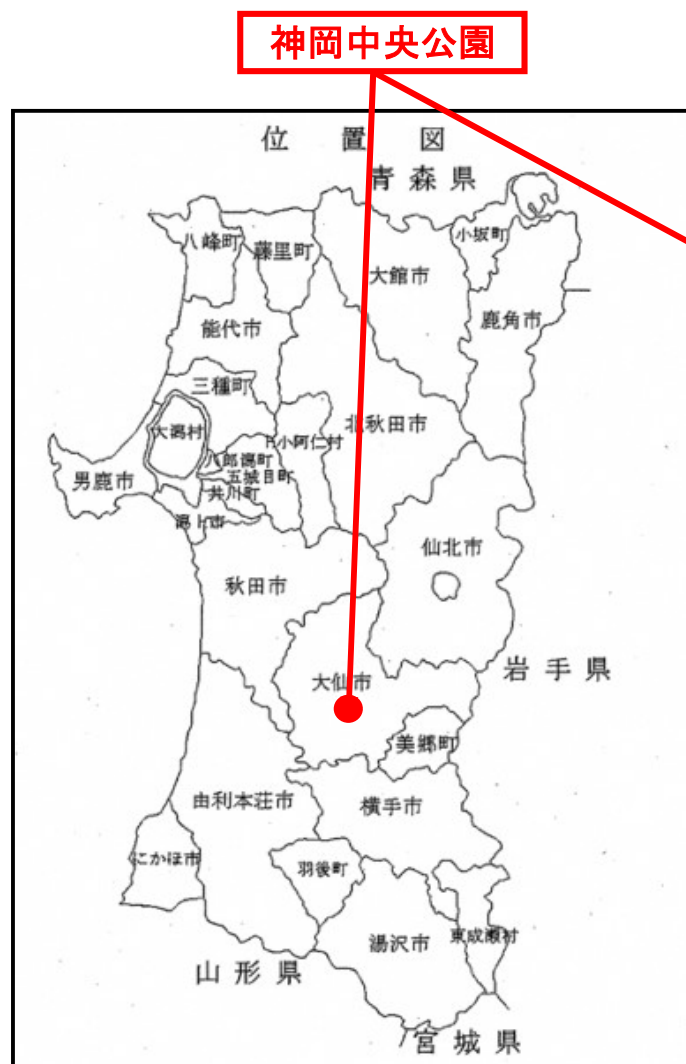 神岡中央公園
位置図
青森県
八峰町
藤里町
小坂町
大館市
鹿角市
能代市
三種町
大潟村
北秋田市
上小阿仁村
八郎潟町
五城目町
男鹿市
井川町
潟上市
仙北市
秋田市
岩手県
大仙市
美郷町
由利本荘市
横手市
にかほ市
羽後町
湯沢市
東成瀬村
山形県
宮城県